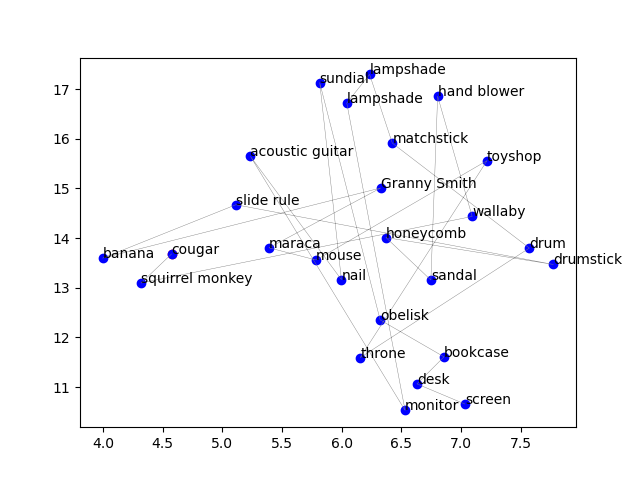 lampshade
sundial
hand blower
lampshade
matchstick
acoustic guitar
toyshop
Granny Smith
slide rule
wallaby
honeycomb
maraca
drum
cougar
banana
mouse
drumstick
squirrel monkey
nail
sandal
obelisk
throne
bookcase
desk
screen
monitor
17
16
15
14
13
12
11
4.0 4.5 5.0 5.5 6.0 6.5 7.0 7.5